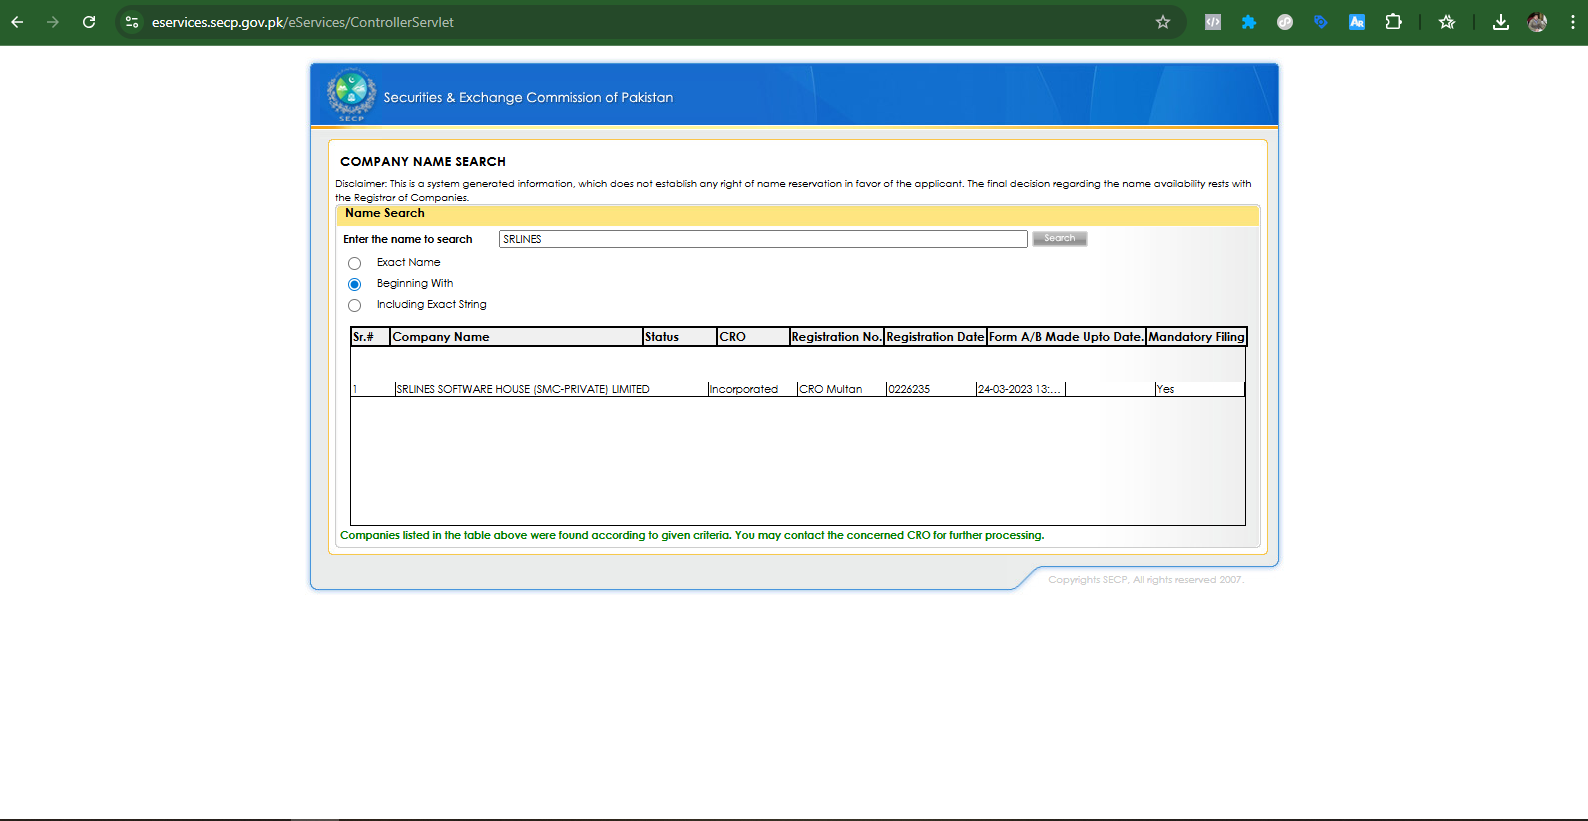 eservices.secp.gov.pk/eServices/ControllerServlet
Securities & Exchange Commission of Pakistan
SECP
COMPANY NAME SEARCH
Disclaimer: This is a system generated information, which does not establish any right of name reservation in favor of the applicant. The final decision regarding the name availability rests with
the Registrar of Companies.
Name Search
Enter the name to search SRLINES Search
Exact Name
Beginning With
Including Exact String
Sr.# Company Name Status CRO Registration No. Registration Date Form A/B Made Upto Date. Mandatory Filing
1 SRLINES SOFTWARE HOUSE (SMC-PRIVATE) LIMITED Incorporated CRO Multan 0226235 24-03-2023 13:... Yes
Companies listed in the table above were found according to given criteria. You may contact the concerned CRO for further processing.
Copyrights SECP, All rights reserved 2007.